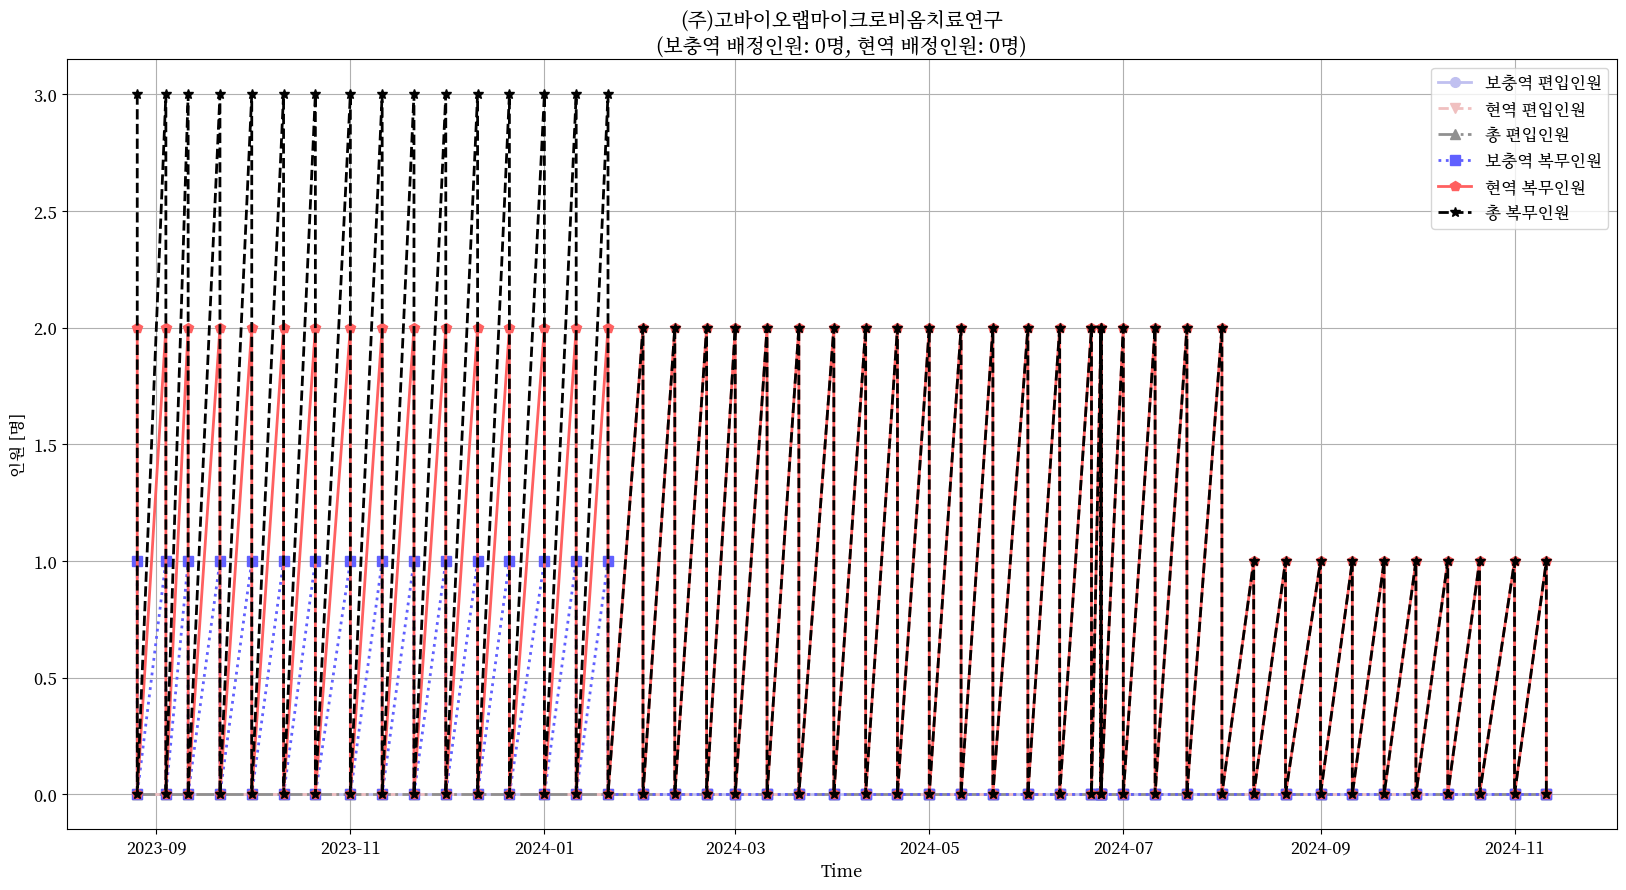 (주)고바이오랩마이크로비옴치료연구
(보충역 배정인원: 0명, 현역 배정인원: 0명)
보충역 편입인원
현역 편입인원
총 편입인원
보충역 복무인원
현역 복무인원
총 복무인원
인원 [명]
3.0
2.5
2.0
1.5
1.0
0.5
0.0
2023-09
2023-11
2024-01
2024-03
2024-05
2024-07
2024-09
2024-11
Time